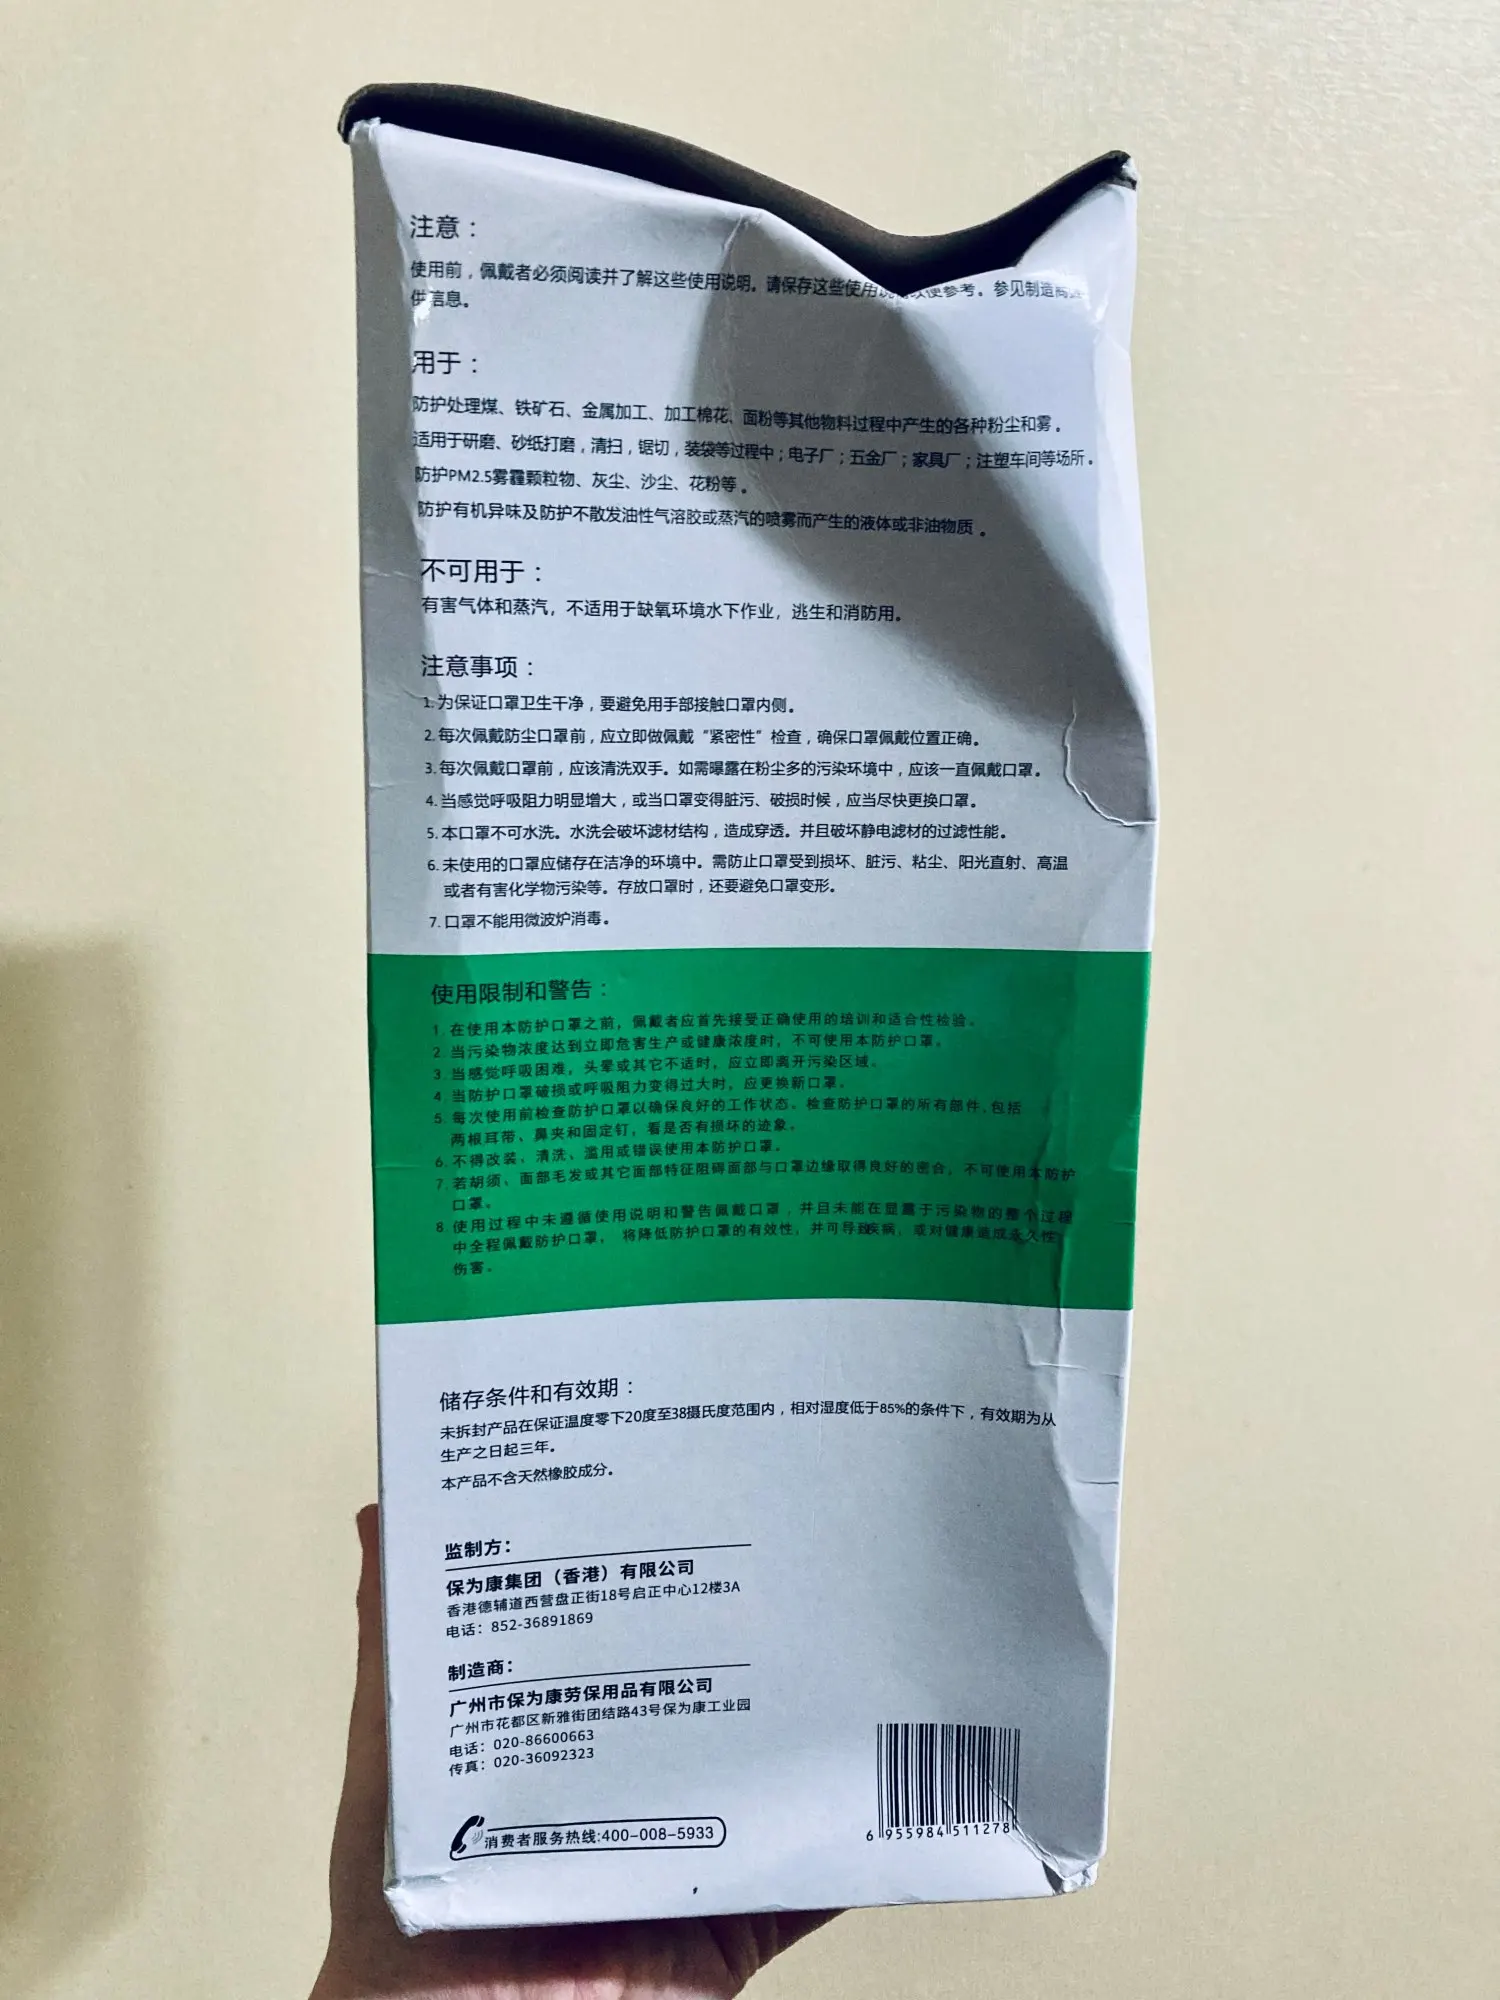 注意：
使用前，佩戴者必须阅读并了解这些使用说明。请保存这些使用说 以便参考。参见制造商
供信息。
用于：
防护处理煤、铁矿石、金属加工、加工棉花、面粉等其他物料过程中产生的各种粉尘和雾。
适用于研磨、砂纸打磨，清扫，锯切，装袋等过程中；电子厂；五金厂；家具厂；注塑车间等场所。
防护PM2.5雾霾颗粒物、灰尘、沙尘、花粉等。
防护有机异味及防护不散发油性气溶胶或蒸汽的喷雾而产生的液体或非油物质。
不可用于：
有害气体和蒸汽，不适用于缺氧环境水下作业，逃生和消防用。
注意事项：
1. 为保证口罩卫生干净，要避免用手部接触口罩内侧。
2. 每次佩戴防尘口罩前，应立即做佩戴“紧密性”检查，确保口罩佩戴位置正确。
3. 每次佩戴口罩前，应该清洗双手。如需曝露在粉尘多的污染环境中，应该一直佩戴口罩。
4. 当感觉呼吸阻力明显增大，或当口罩变得脏污、破损时候，应当尽快更换口罩。
5. 本口罩不可水洗。水洗会破坏滤材结构，造成穿透。并且破坏静电滤材的过滤性能。
6. 未使用的口罩应储存在洁净的环境中。需防止口罩受到损坏、脏污、粘尘、阳光直射、高温
或者有害化学物污染等。存放口罩时，还要避免口罩变形。
7. 口罩不能用微波炉消毒。
使用限制和警告：
1. 在使用本防护口罩之前，佩戴者应首先接受正确使用的培训和适合性检验。
2. 当污染物浓度达到立即危害生产或健康浓度时，不可使用本防护口罩。
3. 当感觉呼吸困难，头晕或其它不适时，应立即离开污染区域。
4. 当防护口罩破损或呼吸阻力变得过大时，应更换新口罩。
5. 每次使用前检查防护口罩以确保良好的工作状态。检查防护口罩的所有部件，包括
两根耳带、鼻夹和固定钉，看是否有损坏的迹象。
6. 不得改装、清洗、滥用或错误使用本防护口罩。
7. 若胡须、面部毛发或其它面部特征阻碍面部与口罩边缘取得良好的密合，不可使用本防护
口罩。
8. 使用过程中未遵循使用说明和警告佩戴口罩，并且未能在显露于污染物的整个过程
中全程佩戴防护口罩， 将降低防护口罩的有效性，并可导致疾病，或对健康造成永久性
伤害。
储存条件和有效期：
未拆封产品在保证温度零下20度至38摄氏度范围内，相对湿度低于85%的条件下，有效期为从
生产之日起三年。
本产品不含天然橡胶成分。
监制方：
保为康集团（香港）有限公司
香港德辅道西营盘正街18号启正中心12楼3A
电话：852-36891869
制造商：
广州市保为康劳保用品有限公司
广州市花都区新雅街团结路43号保为康工业园
电话：020-86600663
传真：020-36092323
消费者服务热线:400-008-5933
6 955984 511278